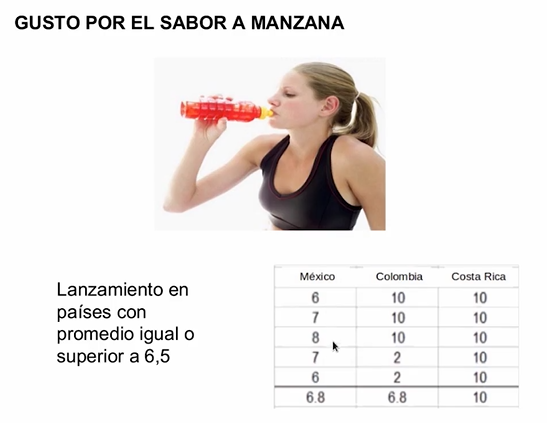 GUSTO POR EL SABOR A MANZANA
Lanzamiento en
países con
promedio igual o
superior a 6,5
México Colombia Costa Rica
6 10 10
7 10 10
8 10 10
7 2 10
6 2 10
6.8 6.8 10